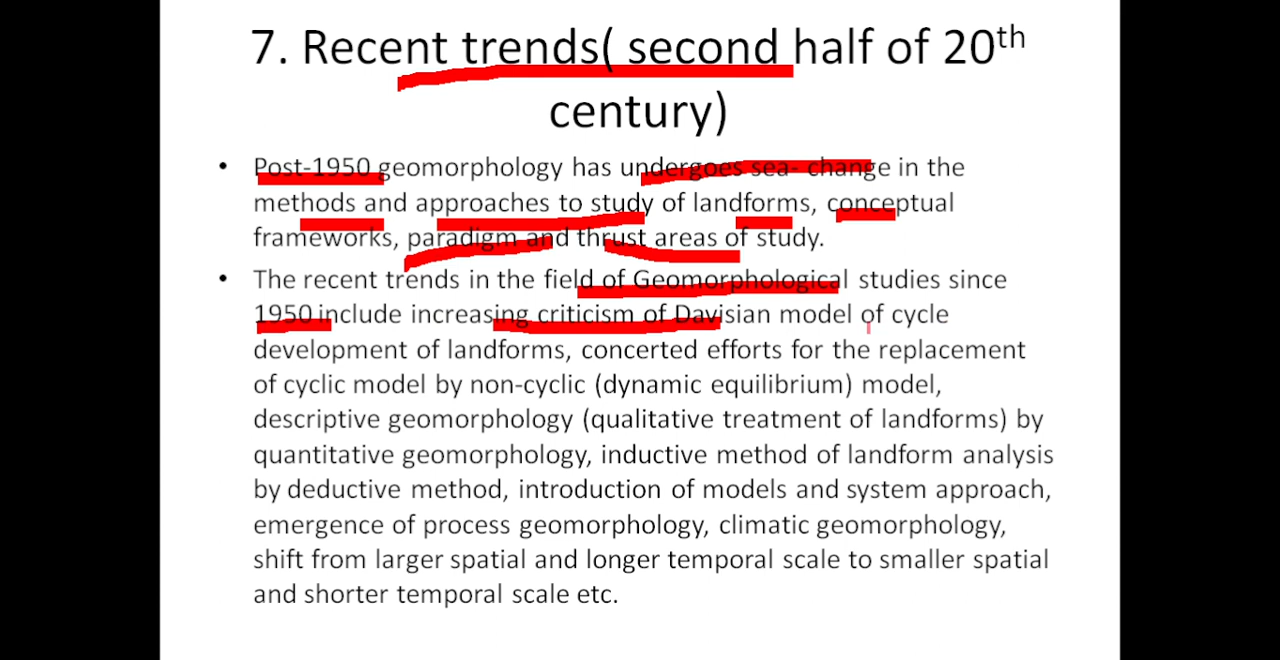 7. Recent trends( second half of 20th
century)
• Post-1950 geomorphology has undergoes sea- change in the
methods and approaches to study of landforms, conceptual
frameworks, paradigm and thrust areas of study.
• The recent trends in the field of Geomorphological studies since
1950 include increasing criticism of Davisian model of cycle
development of landforms, concerted efforts for the replacement
of cyclic model by non-cyclic (dynamic equilibrium) model,
descriptive geomorphology (qualitative treatment of landforms) by
quantitative geomorphology, inductive method of landform analysis
by deductive method, introduction of models and system approach,
emergence of process geomorphology, climatic geomorphology,
shift from larger spatial and longer temporal scale to smaller spatial
and shorter temporal scale etc.